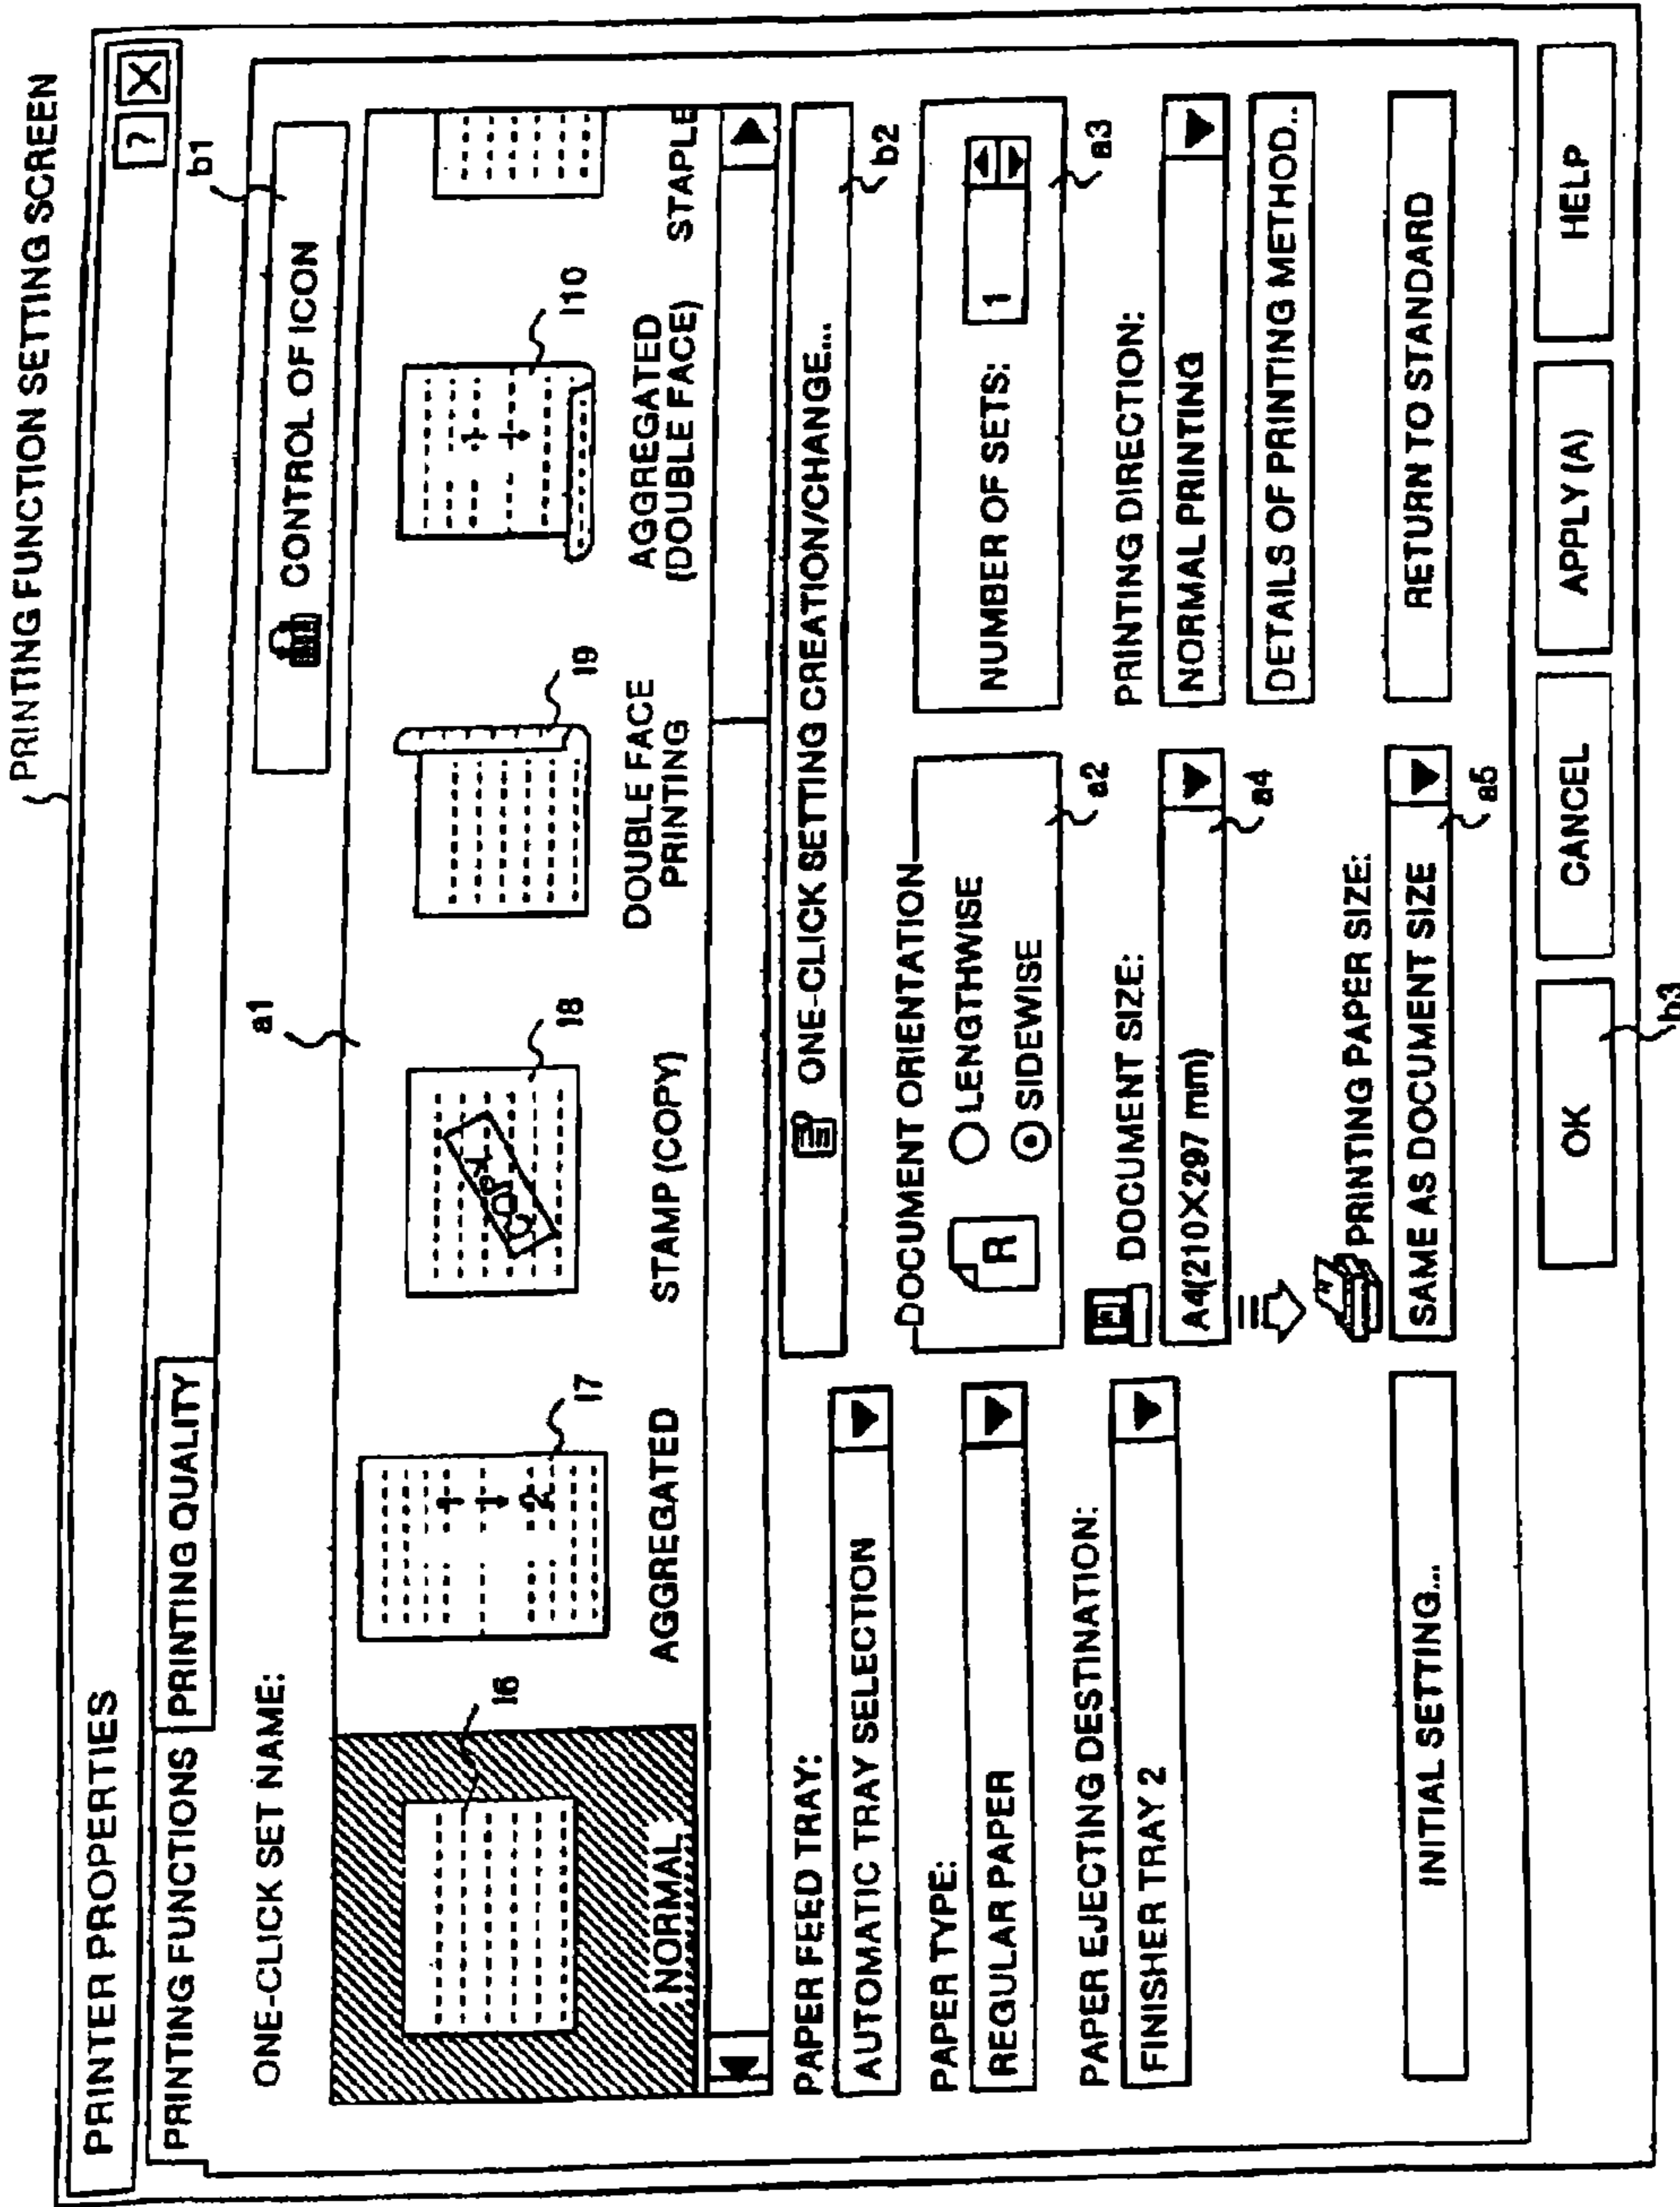 PRINTING FUNCTION SETTING SCREEN
PRINTER PROPERTIES
? X
PRINTING FUNCTIONS PRINTING QUALITY
b1
ONE-CLICK SET NAME:
a1
CONTROL OF ICON
I6
I7
I8
I9
I10
1
2
COPY
1
NORMAL
AGGREGATED
STAMP (COPY)
DOUBLE FACE
PRINTING
AGGREGATED
(DOUBLE FACE)
STAPLE
ONE-CLICK SETTING CREATION/CHANGE...
b2
PAPER FEED TRAY:
AUTOMATIC TRAY SELECTION
PAPER TYPE:
REGULAR PAPER
PAPER EJECTING DESTINATION:
FINISHER TRAY 2
INITIAL SETTING...
DOCUMENT ORIENTATION
R
LENGTHWISE
SIDEWISE
a2
DOCUMENT SIZE:
A4(210×297 mm)
a4
PRINTING PAPER SIZE:
SAME AS DOCUMENT SIZE
a5
NUMBER OF SETS:
1
a3
PRINTING DIRECTION:
NORMAL PRINTING
DETAILS OF PRINTING METHOD..
RETURN TO STANDARD
OK
CANCEL
APPLY (A)
HELP
b3